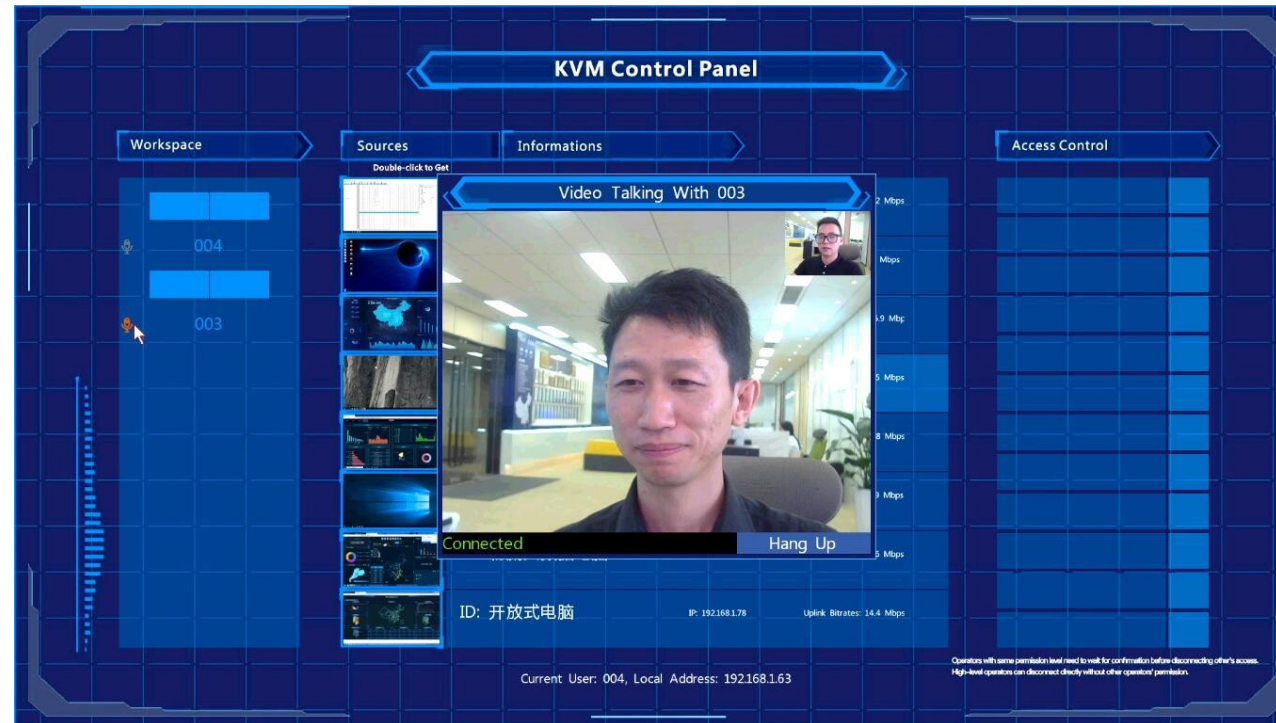 KVM Control Panel
Workspace
Sources
Informations
Access Control
Double-click to Get
Video Talking With 003
2 Mbps
004
Mbps
003
.9 Mbp
5 Mbps
8 Mbps
9 Mbps
Connected
Hang Up
5 Mbps
ID: 开放式电脑
IP: 192.168.1.78
Uplink Bitrates: 14.4 Mbps
Operators with same permission level need to wait for confirmation before disconnecting other's access.
High-level operators can disconnect directly without other operators' permission.
Current User: 004, Local Address: 192.168.1.63